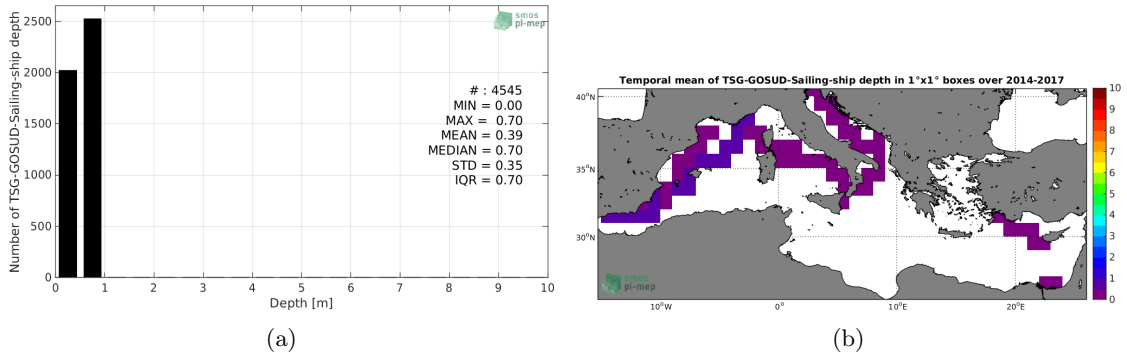 Number of TSG-GOSUD-Sailing-ship depth
2500
2000
1500
1000
500
0
smos
pi-mep
# : 4545
MIN = 0.00
MAX = 0.70
MEAN = 0.39
MEDIAN = 0.70
STD = 0.35
IQR = 0.70
0 1 2 3 4 5 6 7 8 9 10
Depth [m]
(a)
Temporal mean of TSG-GOSUD-Sailing-ship depth in 1°x1° boxes over 2014-2017
40°N
35°N
30°N
smos
pi-mep
10°W 0° 10°E 20°E
10
9
8
7
6
5
4
3
2
1
0
(b)